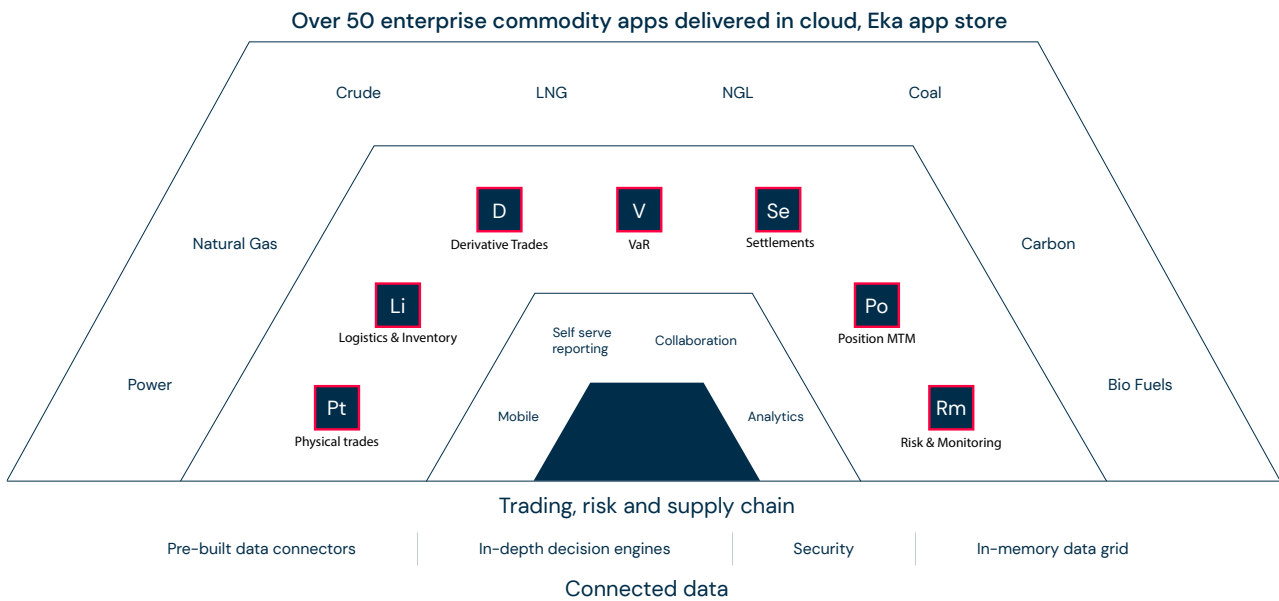 Over 50 enterprise commodity apps delivered in cloud, Eka app store
Crude
LNG
NGL
Coal
Natural Gas
Carbon
Power
Bio Fuels
D
Derivative Trades
V
VaR
Se
Settlements
Li
Logistics & Inventory
Po
Position MTM
Pt
Physical trades
Rm
Risk & Monitoring
Self serve
reporting
Collaboration
Mobile
Analytics
Trading, risk and supply chain
Pre-built data connectors
In-depth decision engines
Security
In-memory data grid
Connected data